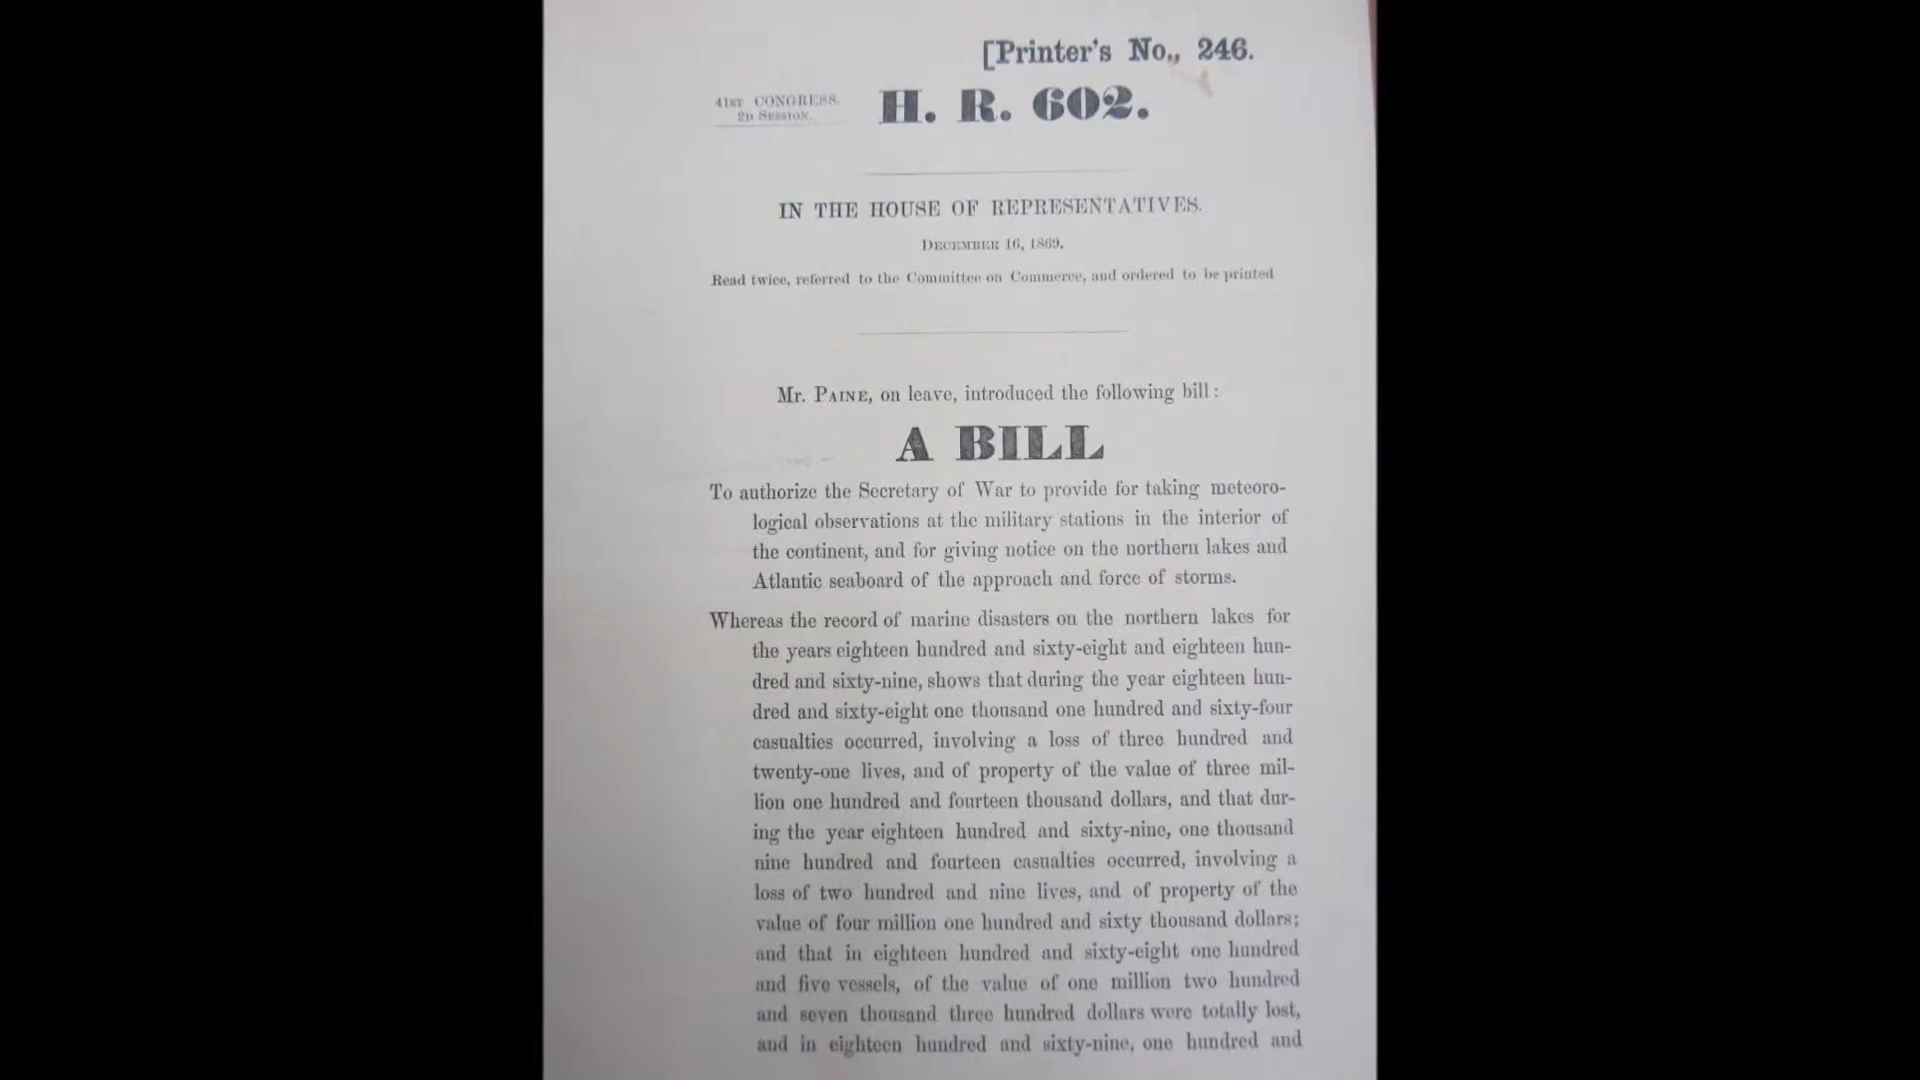 [Printer's No., 246.
41ST CONGRESS,
2D SESSION.
H. R. 602.
IN THE HOUSE OF REPRESENTATIVES.
DECEMBER 16, 1869.
Read twice, referred to the Committee on Commerce, and ordered to be printed
Mr. PAINE, on leave, introduced the following bill:
A BILL
To authorize the Secretary of War to provide for taking meteoro-
logical observations at the military stations in the interior of
the continent, and for giving notice on the northern lakes and
Atlantic seaboard of the approach and force of storms.
Whereas the record of marine disasters on the northern lakes for
the years eighteen hundred and sixty-eight and eighteen hun-
dred and sixty-nine, shows that during the year eighteen hun-
dred and sixty-eight one thousand one hundred and sixty-four
casualties occurred, involving a loss of three hundred and
twenty-one lives, and of property of the value of three mil-
lion one hundred and fourteen thousand dollars, and that dur-
ing the year eighteen hundred and sixty-nine, one thousand
nine hundred and fourteen casualties occurred, involving a
loss of two hundred and nine lives, and of property of the
value of four million one hundred and sixty thousand dollars;
and that in eighteen hundred and sixty-eight one hundred
and five vessels, of the value of one million two hundred
and seven thousand three hundred dollars were totally lost,
and in eighteen hundred and sixty-nine, one hundred and